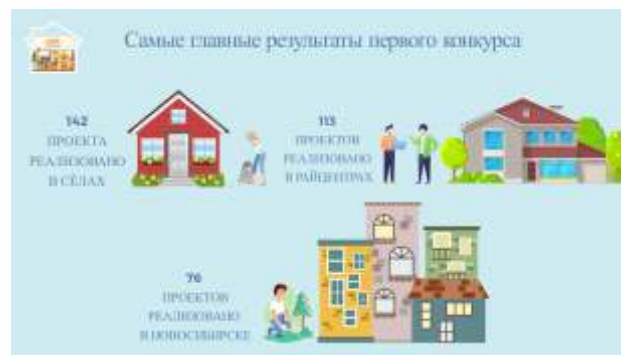 Самые главные результаты первого конкурса
142
ПРОЕКТА
РЕАЛИЗОВАНО
В СЁЛАХ
113
ПРОЕКТОВ
РЕАЛИЗОВАНО
В РАЙЦЕНТРАХ
76
ПРОЕКТОВ
РЕАЛИЗОВАНО
В НОВОСИБИРСКЕ